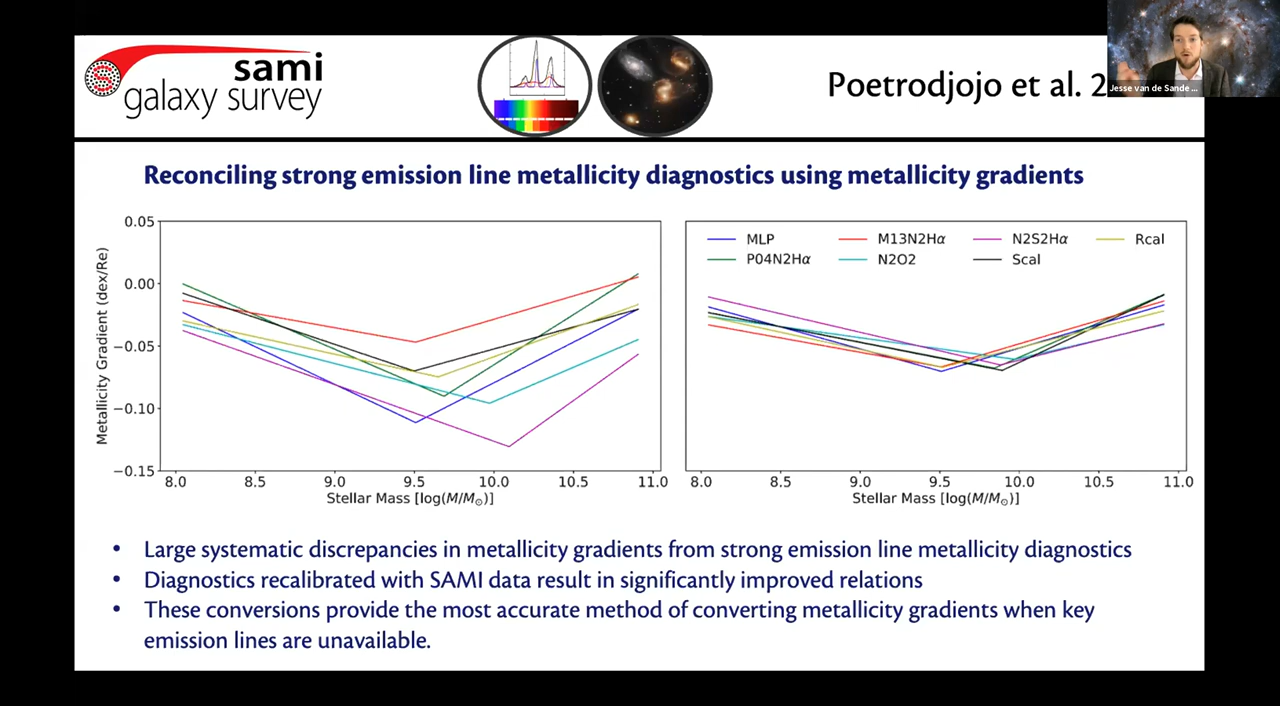 sami
galaxy survey
Poetrodjojo et al. 2
Jesse van de Sande ...
Reconciling strong emission line metallicity diagnostics using metallicity gradients
Metallicity Gradient (dex/Re)
0.05
0.00
−0.05
−0.10
−0.15
8.0 8.5 9.0 9.5 10.0 10.5 11.0
Stellar Mass [log(M/M⊙)]
MLP M13N2Hα N2S2Hα Rcal
P04N2Hα N2O2 Scal
8.0 8.5 9.0 9.5 10.0 10.5 11.0
Stellar Mass [log(M/M⊙)]
• Large systematic discrepancies in metallicity gradients from strong emission line metallicity diagnostics
• Diagnostics recalibrated with SAMI data result in significantly improved relations
• These conversions provide the most accurate method of converting metallicity gradients when key
emission lines are unavailable.